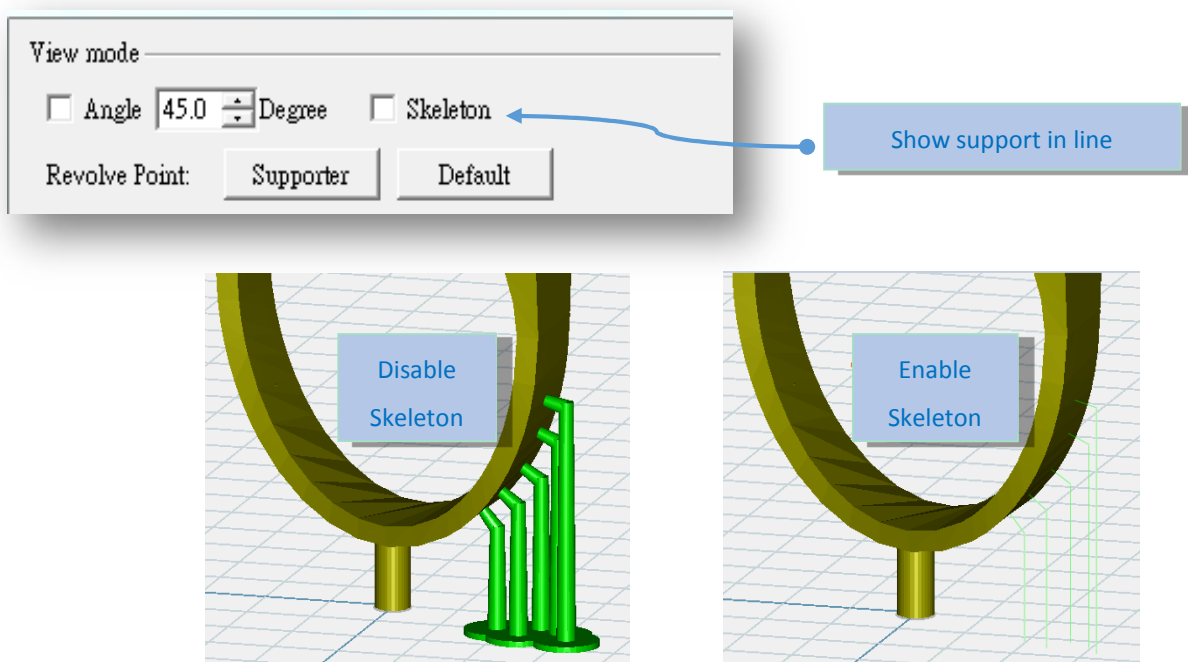 View mode
Angle 45.0 Degree Skeleton
Show support in line
Revolve Point: Supporter Default
Disable
Skeleton
Enable
Skeleton